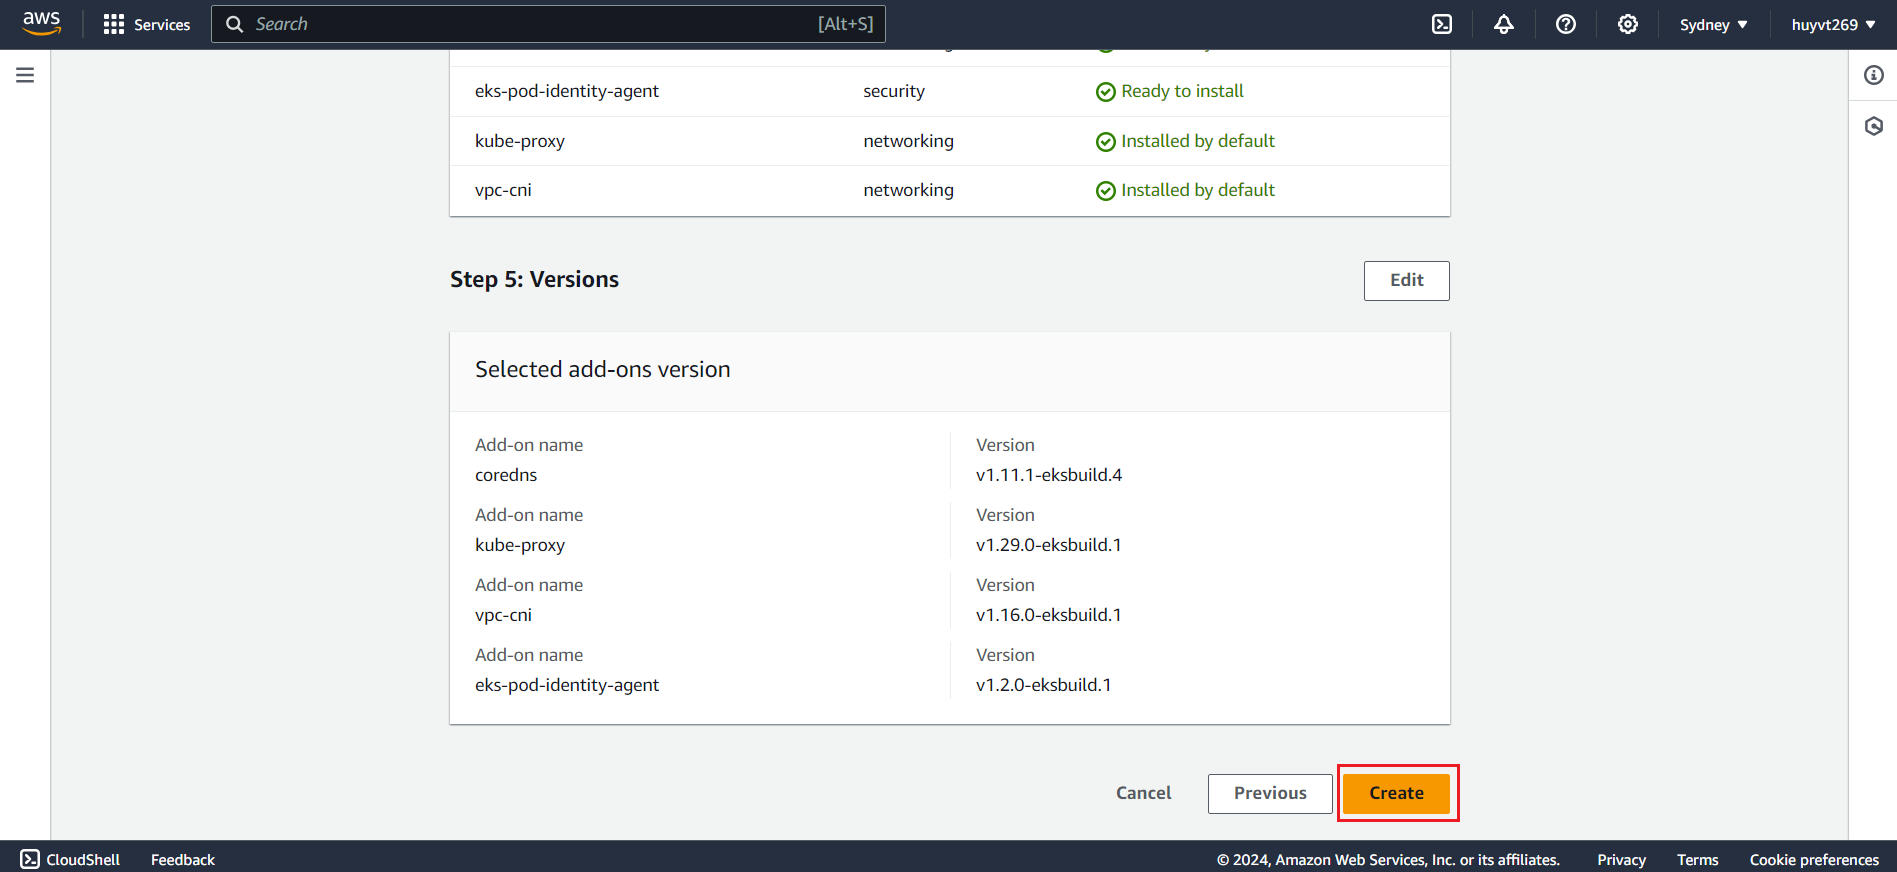 aws
Services
Search
[Alt+S]
Sydney
huyvt269
eks-pod-identity-agent security Ready to install
kube-proxy networking Installed by default
vpc-cni networking Installed by default
Step 5: Versions
Edit
Selected add-ons version
Add-on name Version
coredns v1.11.1-eksbuild.4
Add-on name Version
kube-proxy v1.29.0-eksbuild.1
Add-on name Version
vpc-cni v1.16.0-eksbuild.1
Add-on name Version
eks-pod-identity-agent v1.2.0-eksbuild.1
Cancel
Previous
Create
CloudShell
Feedback
© 2024, Amazon Web Services, Inc. or its affiliates.
Privacy
Terms
Cookie preferences